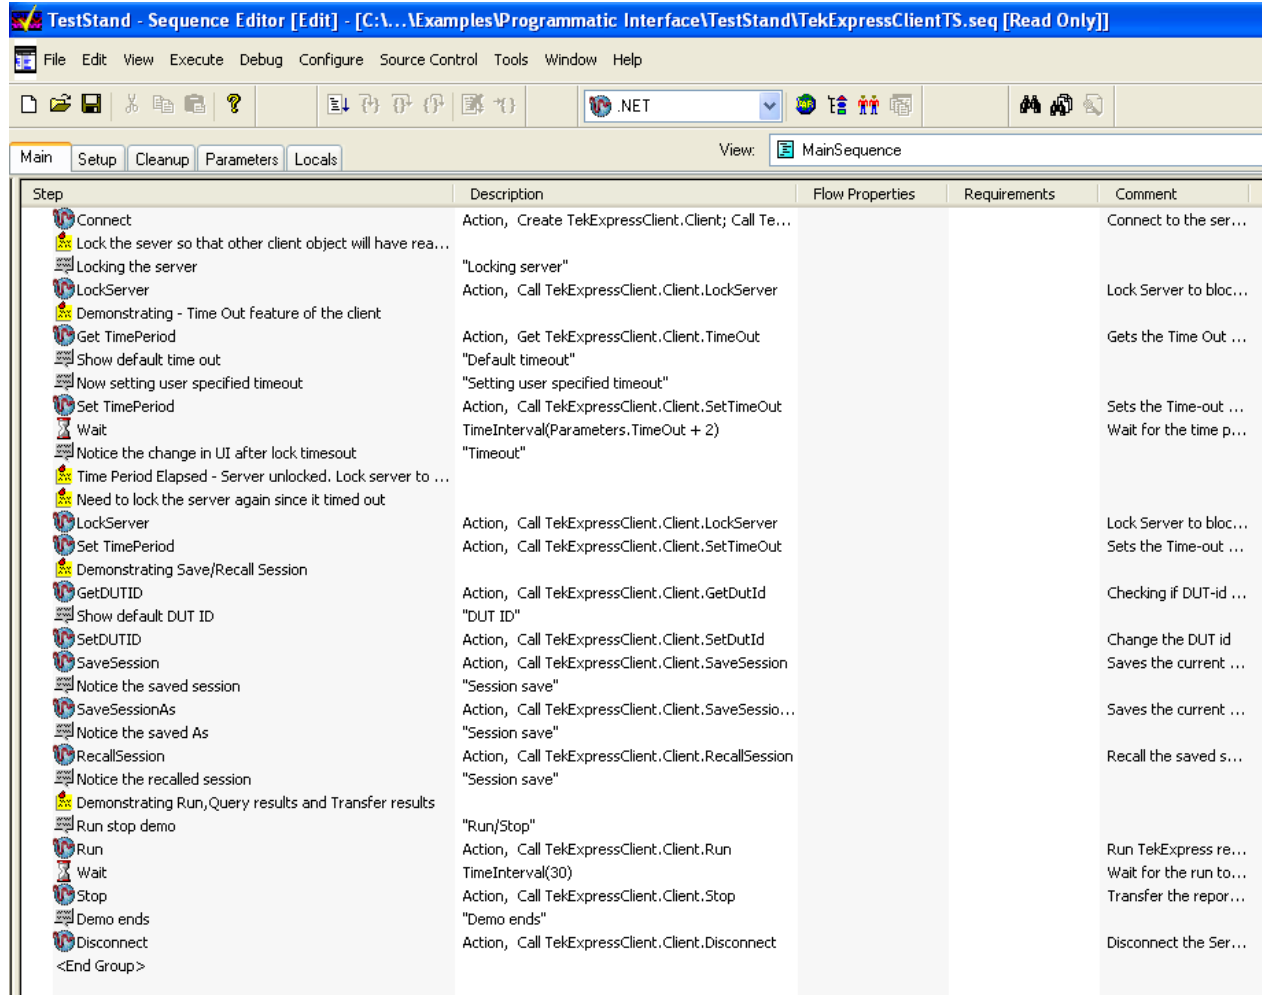 TestStand - Sequence Editor [Edit] - [C:\...\Examples\Programmatic Interface\TestStand\TekExpressClientTS.seq [Read Only]]
File Edit View Execute Debug Configure Source Control Tools Window Help
.NET
Main Setup Cleanup Parameters Locals View: MainSequence
Step Description Flow Properties Requirements Comment
Connect Action, Create TekExpressClient.Client; Call Te... Connect to the ser...
Lock the sever so that other client object will have rea...
Locking the server "Locking server"
LockServer Action, Call TekExpressClient.Client.LockServer Lock Server to bloc...
Demonstrating - Time Out feature of the client
Get TimePeriod Action, Get TekExpressClient.Client.TimeOut Gets the Time Out ...
Show default time out "Default timeout"
Now setting user specified timeout "Setting user specified timeout"
Set TimePeriod Action, Call TekExpressClient.Client.SetTimeOut Sets the Time-out ...
Wait TimeInterval(Parameters.TimeOut + 2) Wait for the time p...
Notice the change in UI after lock timesout "Timeout"
Time Period Elapsed - Server unlocked. Lock server to ...
Need to lock the server again since it timed out
LockServer Action, Call TekExpressClient.Client.LockServer Lock Server to bloc...
Set TimePeriod Action, Call TekExpressClient.Client.SetTimeOut Sets the Time-out ...
Demonstrating Save/Recall Session
GetDUTID Action, Call TekExpressClient.Client.GetDutId Checking if DUT-id ...
Show default DUT ID "DUT ID"
SetDUTID Action, Call TekExpressClient.Client.SetDutId Change the DUT id
SaveSession Action, Call TekExpressClient.Client.SaveSession Saves the current ...
Notice the saved session "Session save"
SaveSessionAs Action, Call TekExpressClient.Client.SaveSessio... Saves the current ...
Notice the saved As "Session save"
RecallSession Action, Call TekExpressClient.Client.RecallSession Recall the saved s...
Notice the recalled session "Session save"
Demonstrating Run,Query results and Transfer results
Run stop demo "Run/Stop"
Run Action, Call TekExpressClient.Client.Run Run TekExpress re...
Wait TimeInterval(30) Wait for the run to...
Stop Action, Call TekExpressClient.Client.Stop Transfer the repor...
Demo ends "Demo ends"
Disconnect Action, Call TekExpressClient.Client.Disconnect Disconnect the Ser...
<End Group>